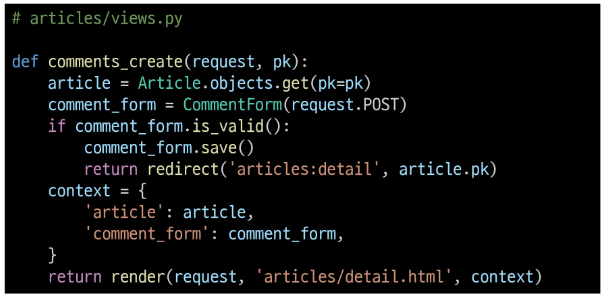 # articles/views.py
def comments_create(request, pk):
    article = Article.objects.get(pk=pk)
    comment_form = CommentForm(request.POST)
    if comment_form.is_valid():
        comment_form.save()
        return redirect('articles:detail', article.pk)
    context = {
        'article': article,
        'comment_form': comment_form,
    }
    return render(request, 'articles/detail.html', context)